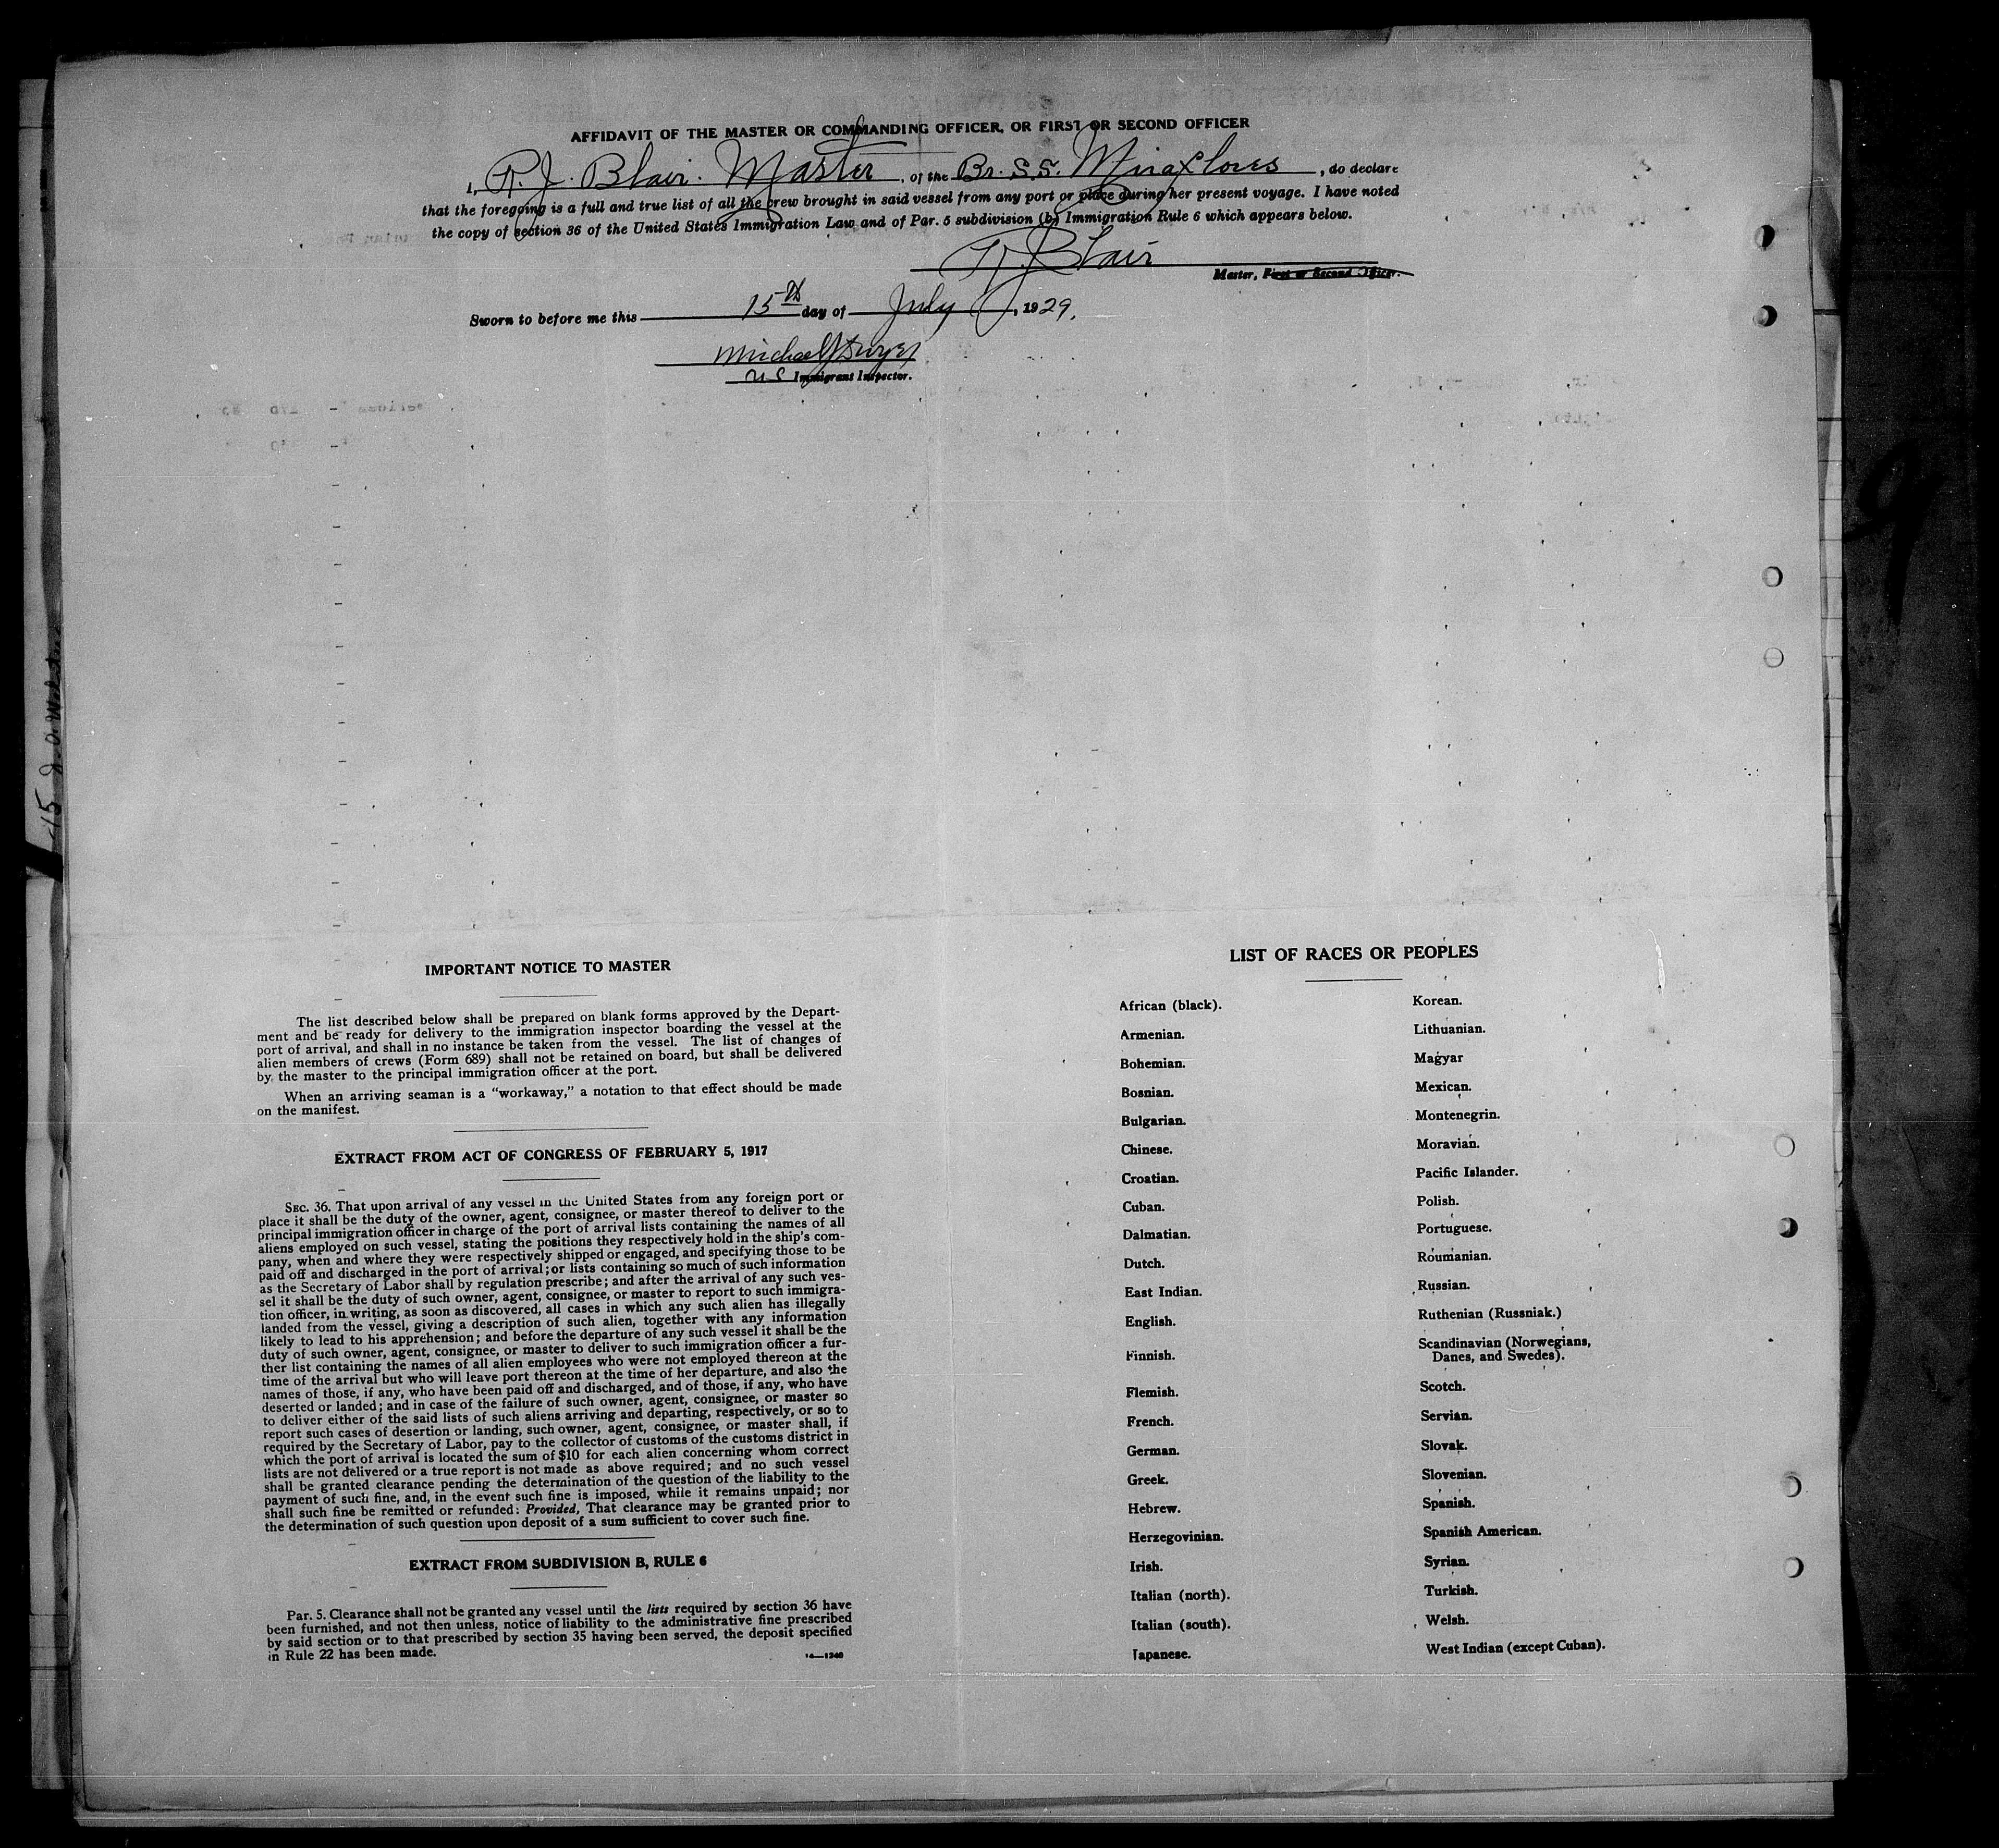 AFFIDAVIT OF THE MASTER OR COMMANDING OFFICER, OR FIRST OR SECOND OFFICER
I, R. J. Blair. Master, of the Br. S.S. Miraflores, do declare
that the foregoing is a full and true list of all the crew brought in said vessel from any port or place during her present voyage. I have noted
the copy of section 36 of the United States Immigration Law and of Par. 5 subdivision (b) Immigration Rule 6 which appears below.
R. J. Blair
Master, First or Second Officer.
Sworn to before me this 15th day of July, 1929.
Michael J Dwyer
U S Immigrant Inspector.
IMPORTANT NOTICE TO MASTER
The list described below shall be prepared on blank forms approved by the Depart-
ment and be ready for delivery to the immigration inspector boarding the vessel at the
port of arrival, and shall in no instance be taken from the vessel. The list of changes of
alien members of crews (Form 689) shall not be retained on board, but shall be delivered
by the master to the principal immigration officer at the port.
When an arriving seaman is a "workaway," a notation to that effect should be made
on the manifest.
EXTRACT FROM ACT OF CONGRESS OF FEBRUARY 5, 1917
SEC. 36. That upon arrival of any vessel in the United States from any foreign port or
place it shall be the duty of the owner, agent, consignee, or master thereof to deliver to the
principal immigration officer in charge of the port of arrival lists containing the names of all
aliens employed on such vessel, stating the positions they respectively hold in the ship's com-
pany, when and where they were respectively shipped or engaged, and specifying those to be
paid off and discharged in the port of arrival; or lists containing so much of such information
as the Secretary of Labor shall by regulation prescribe; and after the arrival of any such ves-
sel it shall be the duty of such owner, agent, consignee, or master to report to such immigra-
tion officer, in writing, as soon as discovered, all cases in which any such alien has illegally
landed from the vessel, giving a description of such alien, together with any information
likely to lead to his apprehension; and before the departure of any such vessel it shall be the
duty of such owner, agent, consignee, or master to deliver to such immigration officer a fur-
ther list containing the names of all alien employees who were not employed thereon at the
time of the arrival but who will leave port thereon at the time of her departure, and also the
names of those, if any, who have been paid off and discharged, and of those, if any, who have
deserted or landed; and in case of the failure of such owner, agent, consignee, or master so
to deliver either of the said lists of such aliens arriving and departing, respectively, or so to
report such cases of desertion or landing, such owner, agent, consignee, or master shall, if
required by the Secretary of Labor, pay to the collector of customs of the customs district in
which the port of arrival is located the sum of $10 for each alien concerning whom correct
lists are not delivered or a true report is not made as above required; and no such vessel
shall be granted clearance pending the determination of the question of the liability to the
payment of such fine, and, in the event such fine is imposed, while it remains unpaid; nor
shall such fine be remitted or refunded: Provided, That clearance may be granted prior to
the determination of such question upon deposit of a sum sufficient to cover such fine.
EXTRACT FROM SUBDIVISION B, RULE 6
Par. 5. Clearance shall not be granted any vessel until the lists required by section 36 have
been furnished, and not then unless, notice of liability to the administrative fine prescribed
by said section or to that prescribed by section 35 having been served, the deposit specified
in Rule 22 has been made.
14—1240
LIST OF RACES OR PEOPLES
African (black).
Armenian.
Bohemian.
Bosnian.
Bulgarian.
Chinese.
Croatian.
Cuban.
Dalmatian.
Dutch.
East Indian.
English.
Finnish.
Flemish.
French.
German.
Greek.
Hebrew.
Herzegovinian.
Irish.
Italian (north).
Italian (south).
Japanese.
Korean.
Lithuanian.
Magyar
Mexican.
Montenegrin.
Moravian.
Pacific Islander.
Polish.
Portuguese.
Roumanian.
Russian.
Ruthenian (Russniak.)
Scandinavian (Norwegians,
Danes, and Swedes).
Scotch.
Servian.
Slovak.
Slovenian.
Spanish.
Spanish American.
Syrian.
Turkish.
Welsh.
West Indian (except Cuban).
9